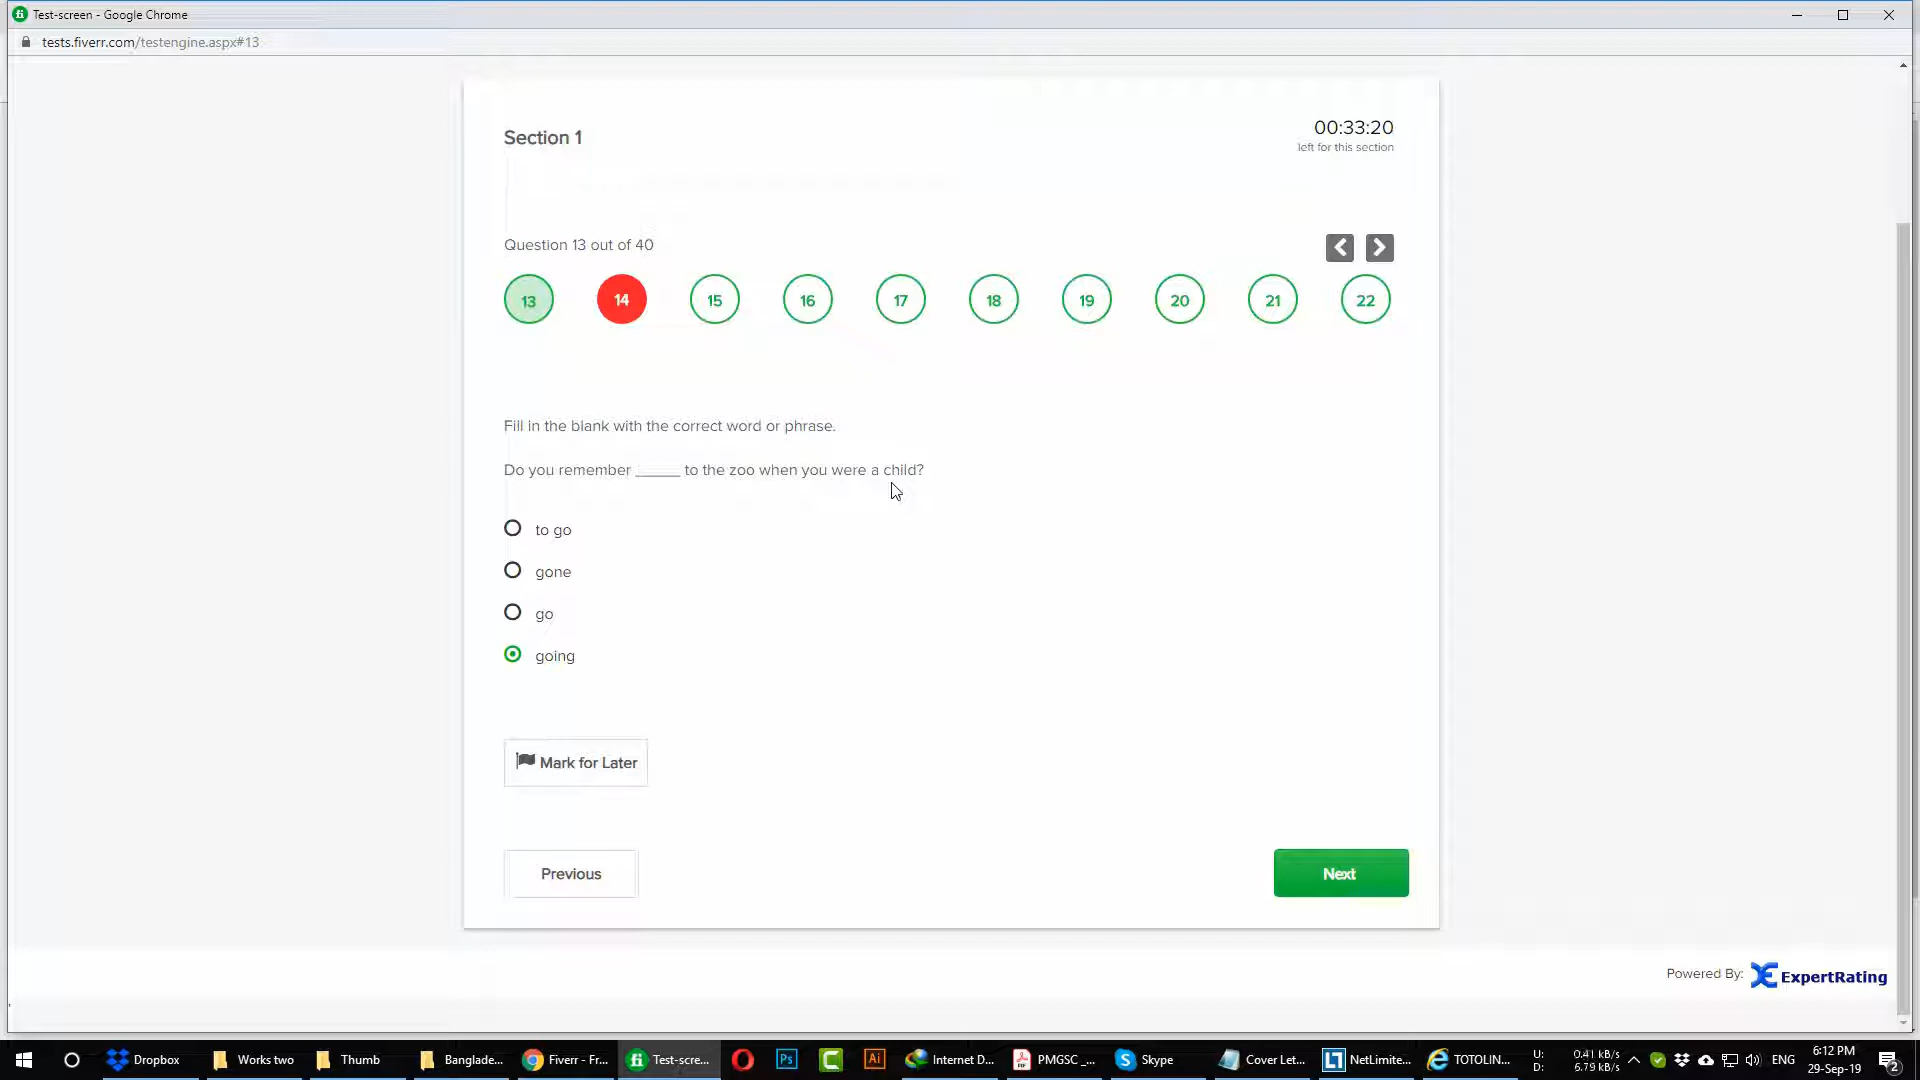 Test-screen - Google Chrome
tests.fiverr.com/testengine.aspx#13
Section 1
00:33:20
left for this section
Question 13 out of 40
13 14 15 16 17 18 19 20 21 22
Fill in the blank with the correct word or phrase.
Do you remember ______ to the zoo when you were a child?
to go
gone
go
going
Mark for Later
Previous
Next
Powered By: ExpertRating
Dropbox
Works two
Thumb
Banglade...
Fiverr - Fr...
fi Test-scre...
Ps
C
Ai
Internet D...
PMGSC _...
Skype
Cover Let...
NetLimite...
TOTOLIN...
U: 0.41 kB/s
D: 6.79 kB/s
ENG
6:12 PM
29-Sep-19
2